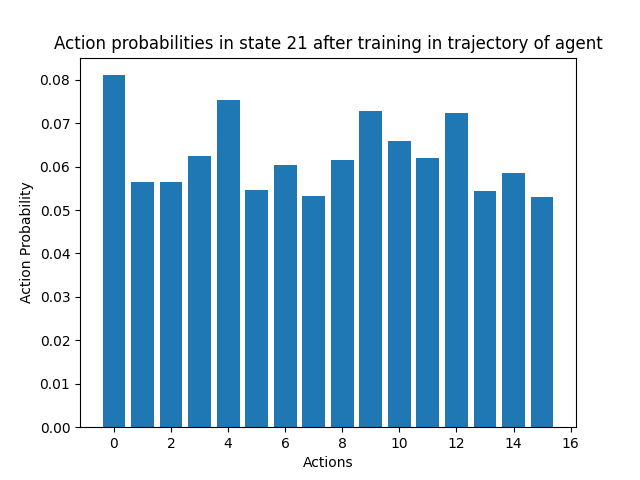 Action probabilities in state 21 after training in trajectory of agent
0.08
0.07
0.06
0.05
0.04
0.03
0.02
0.01
0.00
Action Probability
0 2 4 6 8 10 12 14 16
Actions